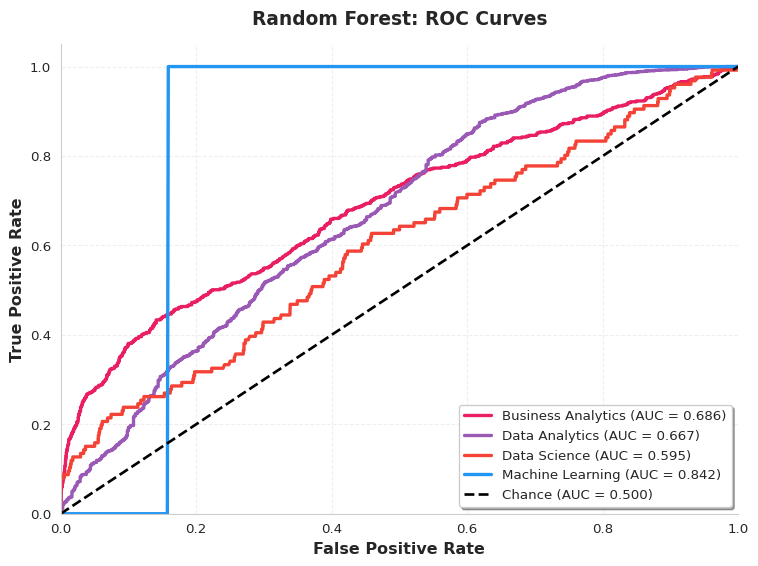 Random Forest: ROC Curves
True Positive Rate
1.0
0.8
0.6
0.4
0.2
0.0
0.0 0.2 0.4 0.6 0.8 1.0
False Positive Rate
Business Analytics (AUC = 0.686)
Data Analytics (AUC = 0.667)
Data Science (AUC = 0.595)
Machine Learning (AUC = 0.842)
Chance (AUC = 0.500)